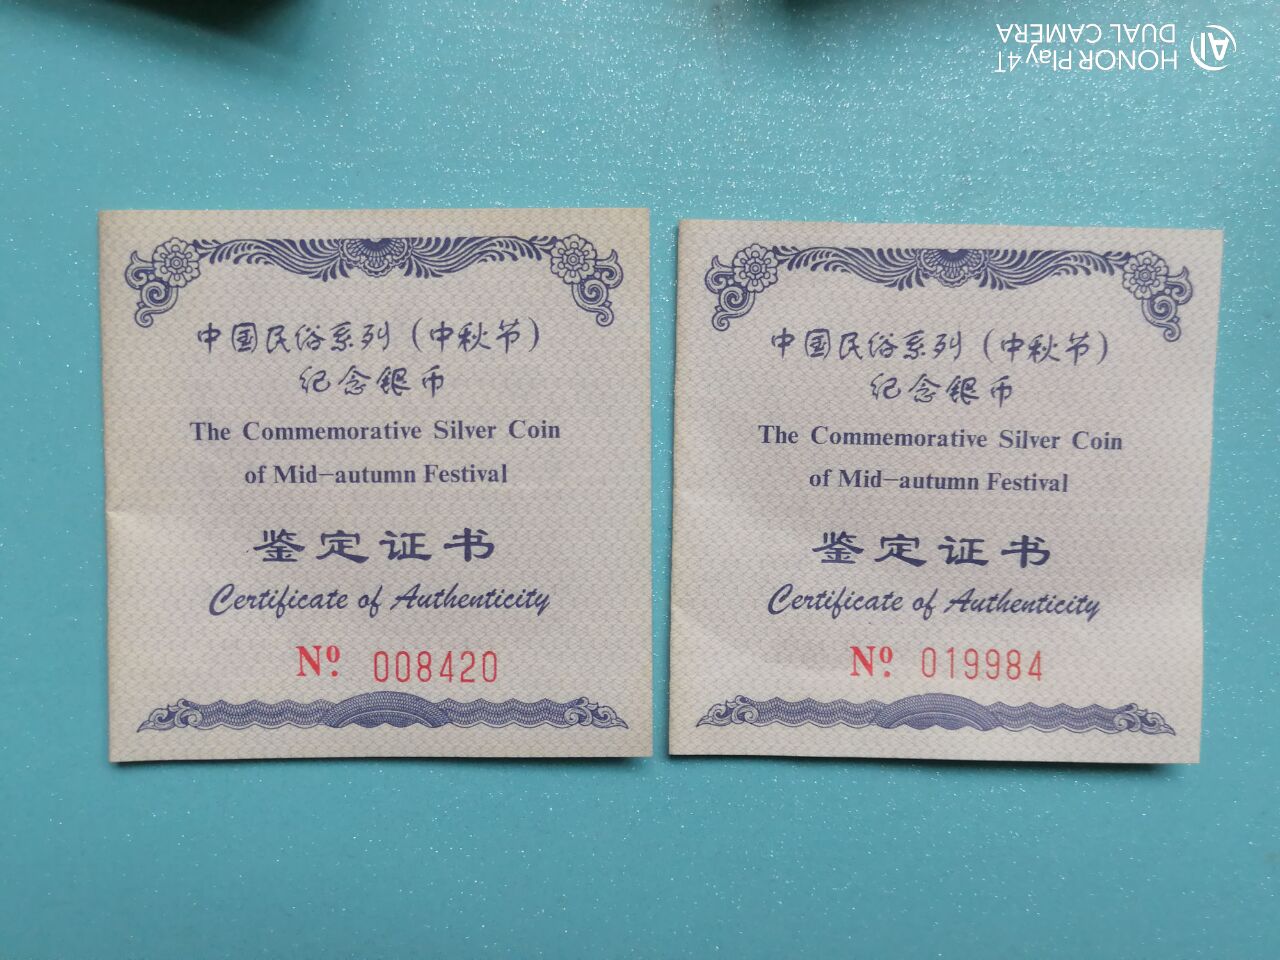 HONOR Play 4T
DUAL CAMERA
AI
中国民俗系列（中秋节）
纪念银币
The Commemorative Silver Coin
of Mid-autumn Festival
鉴定证书
Certificate of Authenticity
Nº 008420
中国民俗系列（中秋节）
纪念银币
The Commemorative Silver Coin
of Mid-autumn Festival
鉴定证书
Certificate of Authenticity
Nº 019984